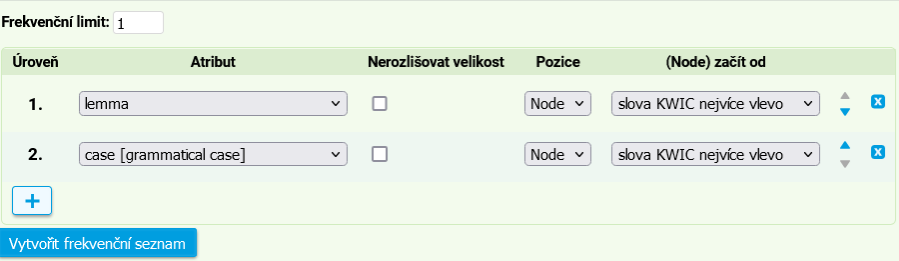 Frekvenční limit: 1
Úroveň Atribut Nerozlišovat velikost Pozice (Node) začít od
1. lemma Node slova KWIC nejvíce vlevo
2. case [grammatical case] Node slova KWIC nejvíce vlevo
+
Vytvořit frekvenční seznam